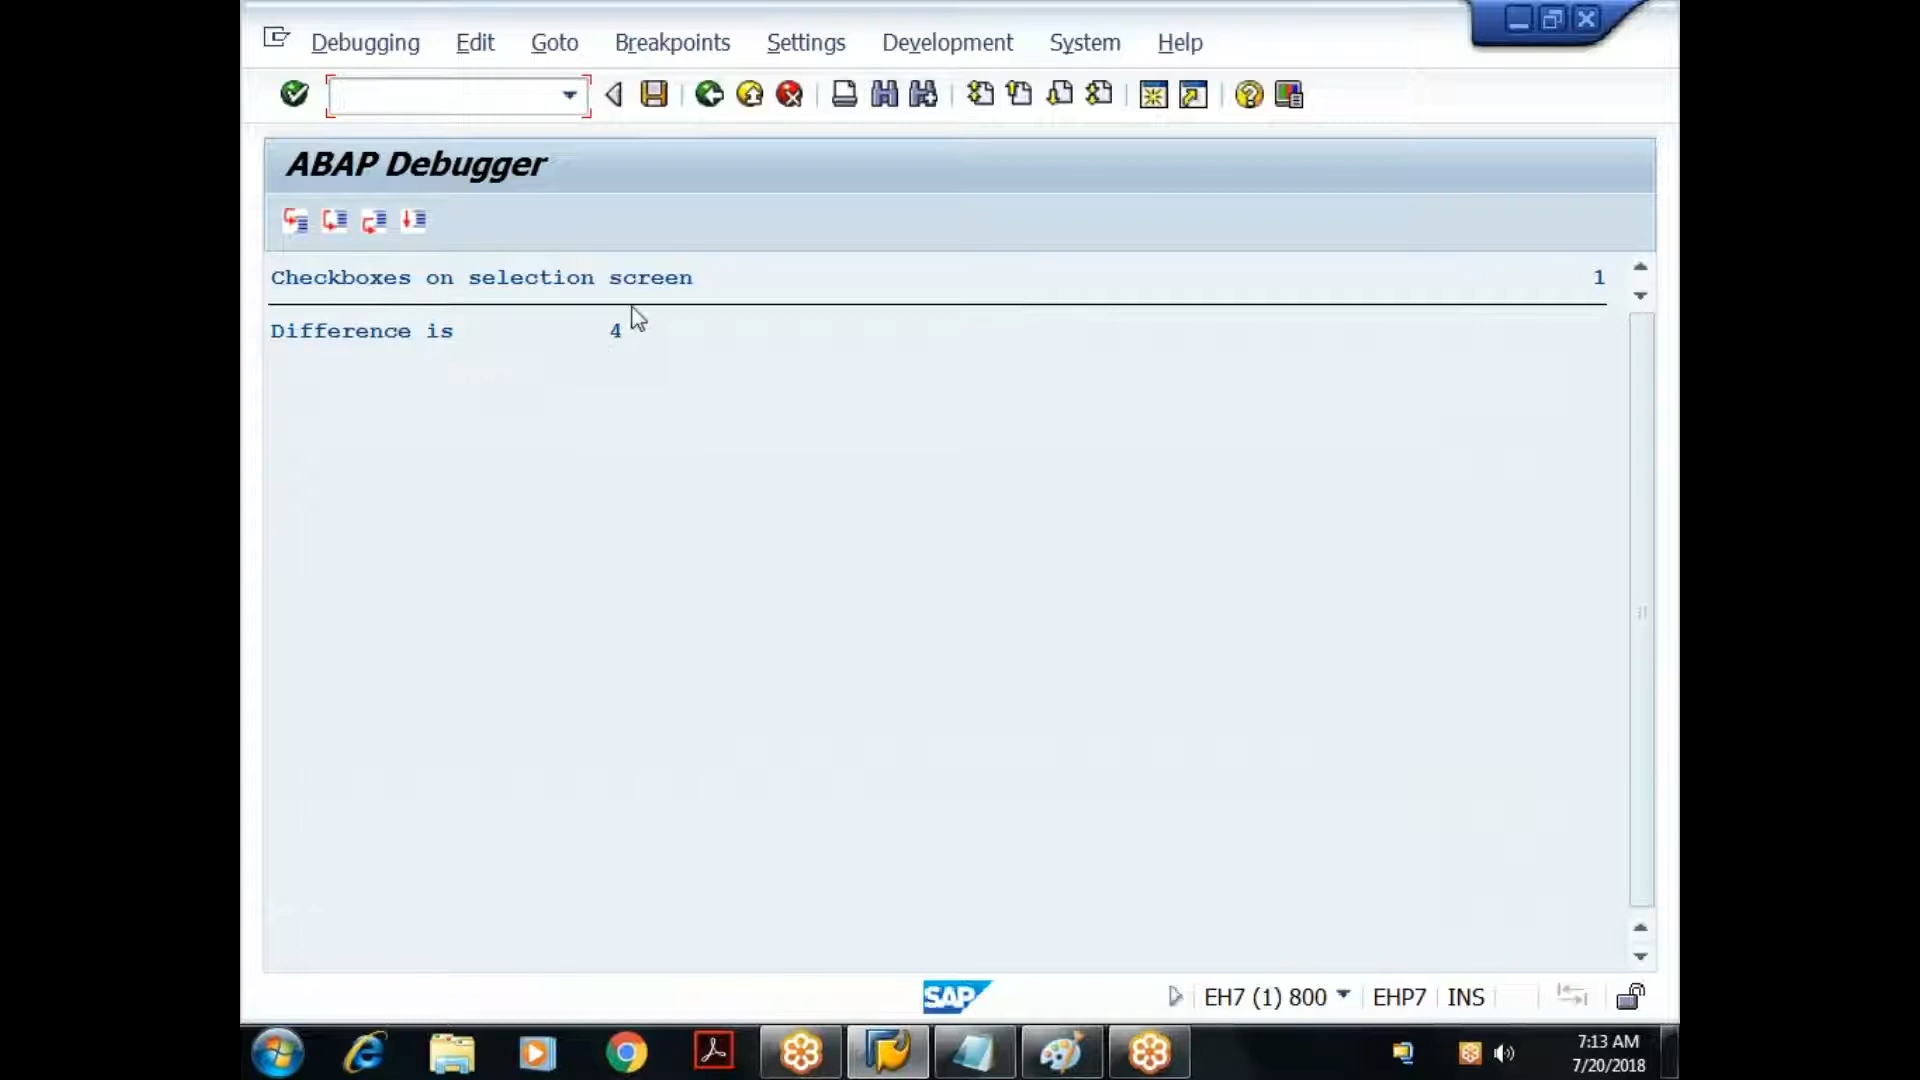 Debugging Edit Goto Breakpoints Settings Development System Help
ABAP Debugger
Checkboxes on selection screen 1
Difference is 4
SAP EH7 (1) 800 EHP7 INS
7:13 AM
7/20/2018